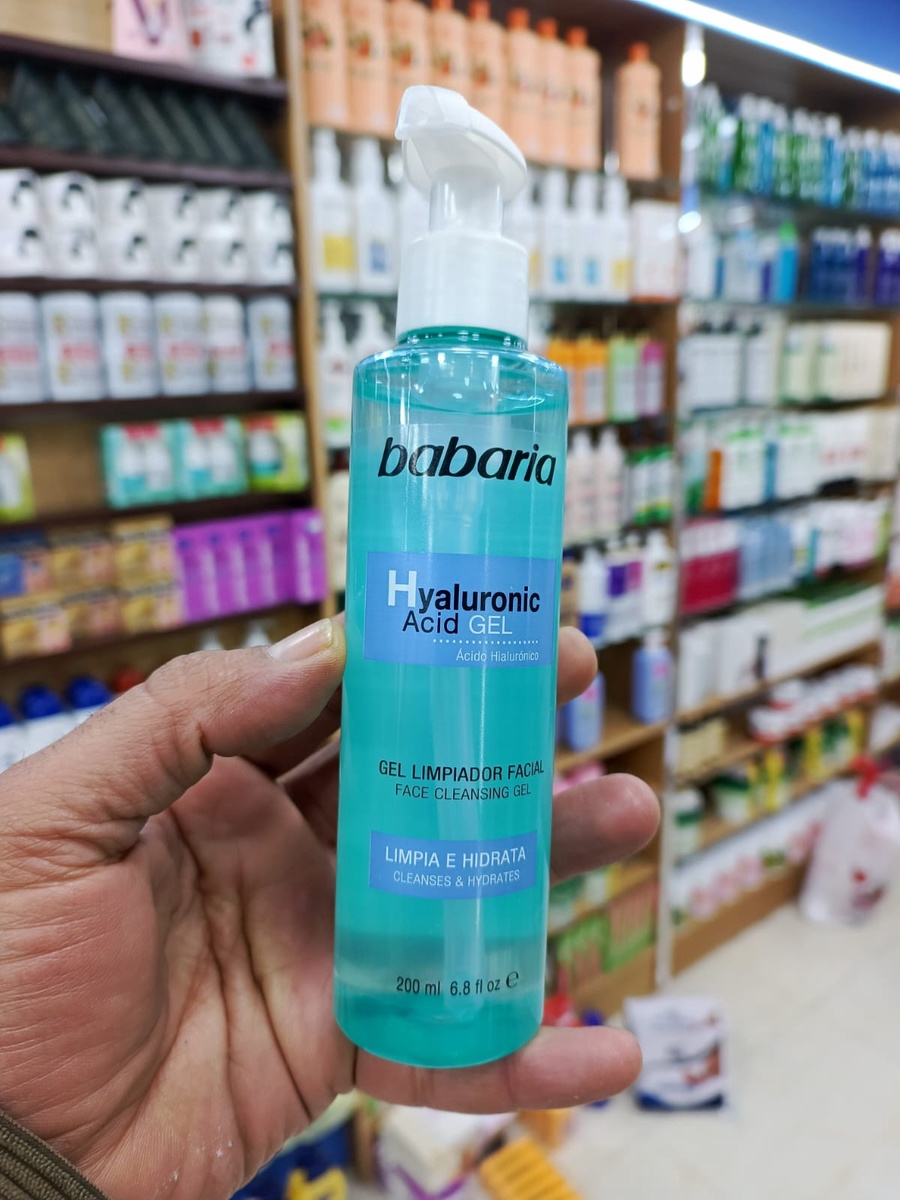 babaria
Hyaluronic
Acid GEL
Ácido Hialurónico
GEL LIMPIADOR FACIAL
FACE CLEANSING GEL
LIMPIA E HIDRATA
CLEANSES & HYDRATES
200 ml 6.8 fl oz ℮